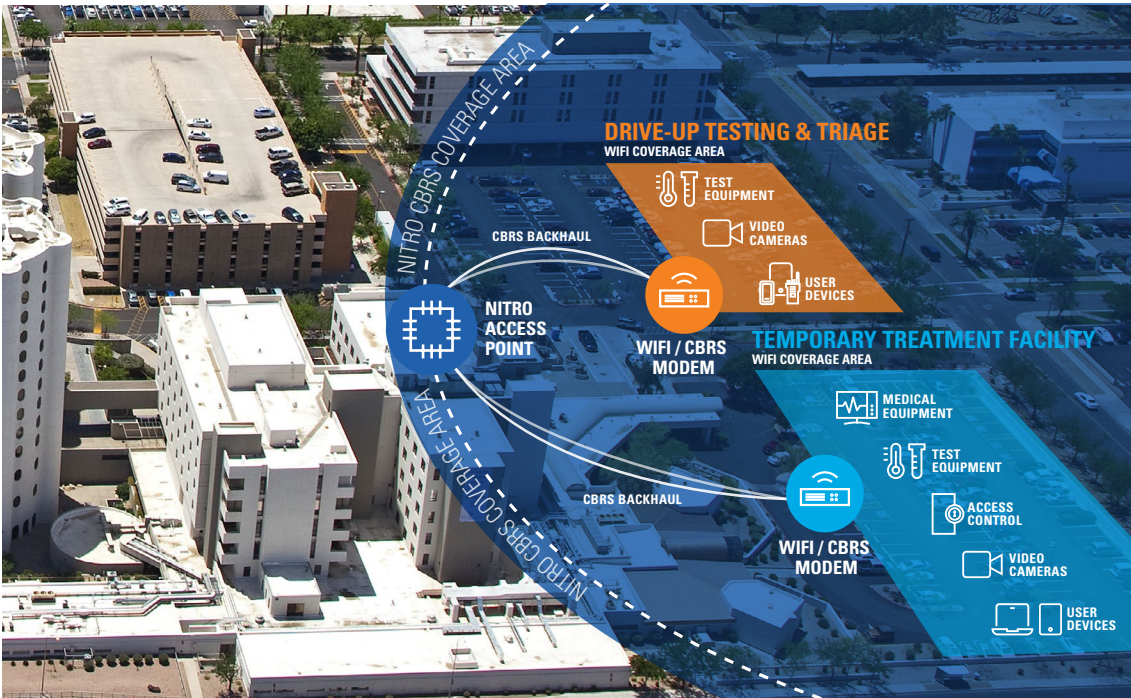 NITRO CBRS COVERAGE AREA
DRIVE-UP TESTING & TRIAGE
WIFI COVERAGE AREA
TEST
EQUIPMENT
VIDEO
CAMERAS
USER
DEVICES
CBRS BACKHAUL
NITRO
ACCESS
POINT
WIFI / CBRS
MODEM
TEMPORARY TREATMENT FACILITY
WIFI COVERAGE AREA
MEDICAL
EQUIPMENT
TEST
EQUIPMENT
ACCESS
CONTROL
VIDEO
CAMERAS
USER
DEVICES
CBRS BACKHAUL
WIFI / CBRS
MODEM
NITRO CBRS COVERAGE AREA